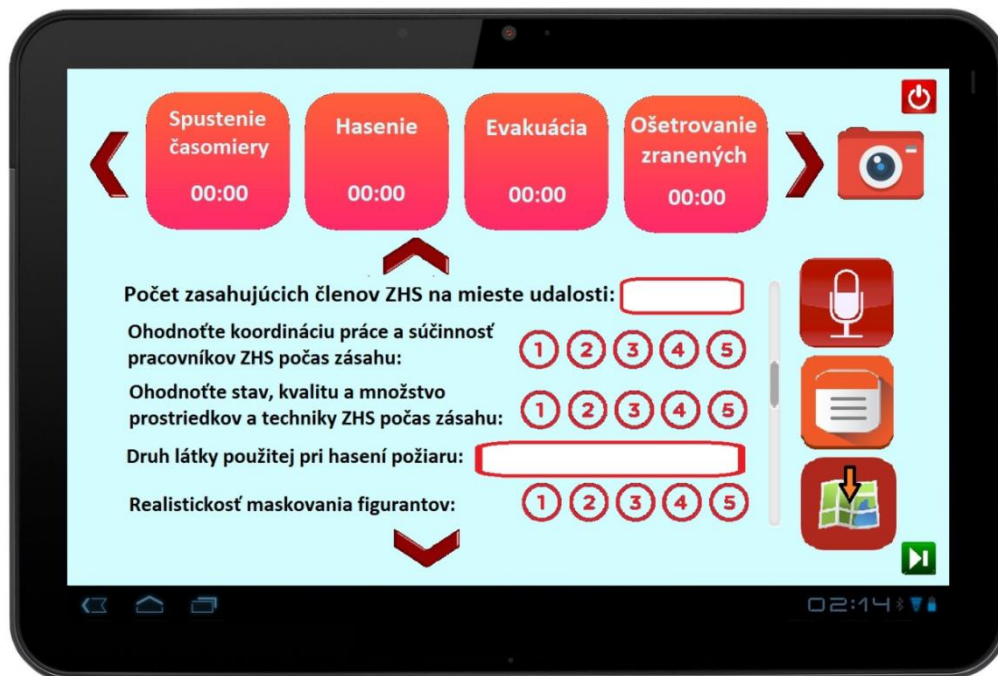 Spustenie
časomiery
00:00
Hasenie
00:00
Evakuácia
00:00
Ošetrovanie
zranených
00:00
Počet zasahujúcich členov ZHS na mieste udalosti:
Ohodnoťte koordináciu práce a súčinnosť
pracovníkov ZHS počas zásahu:
1 2 3 4 5
Ohodnoťte stav, kvalitu a množstvo
prostriedkov a techniky ZHS počas zásahu:
1 2 3 4 5
Druh látky použitej pri hasení požiaru:
Realistickosť maskovania figurantov:
1 2 3 4 5
02:14